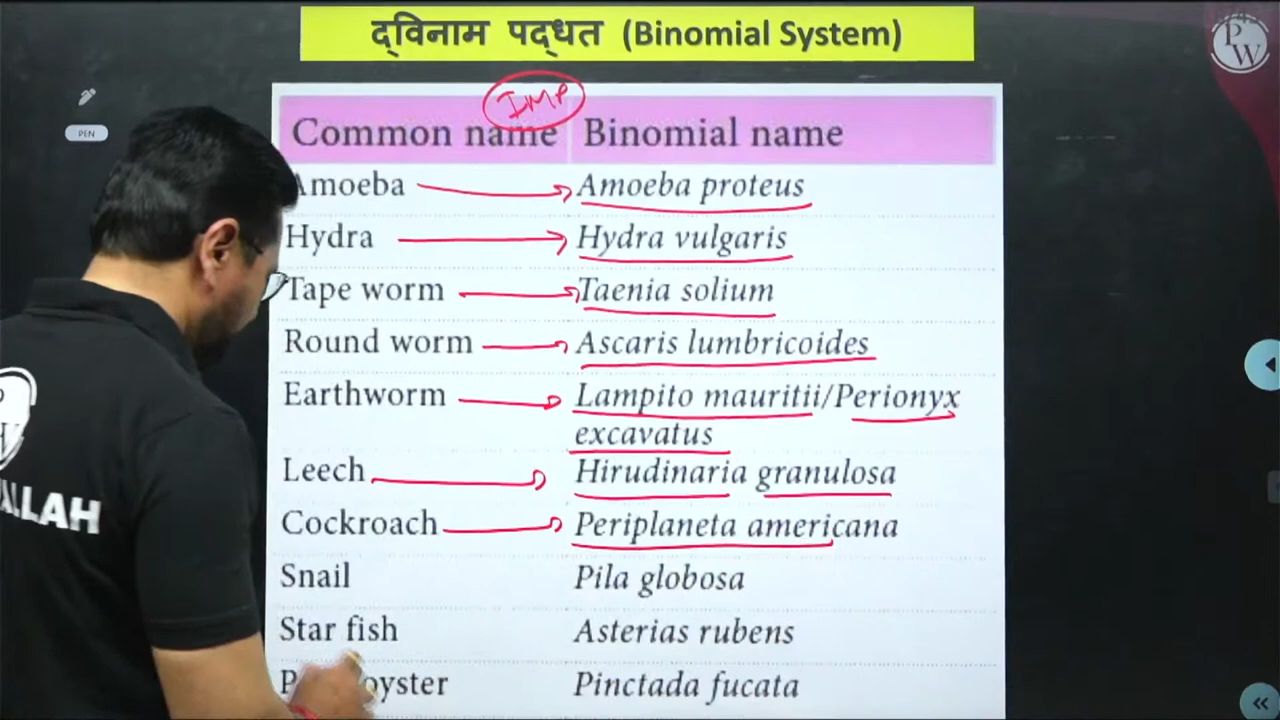 द्विनाम पद्धत (Binomial System)
PW
PEN
IMP
Common name Binomial name
Amoeba Amoeba proteus
Hydra Hydra vulgaris
Tape worm Taenia solium
Round worm Ascaris lumbricoides
Earthworm Lampito mauritii/Perionyx
excavatus
Leech Hirudinaria granulosa
Cockroach Periplaneta americana
Snail Pila globosa
Star fish Asterias rubens
oyster Pinctada fucata
ALLAH